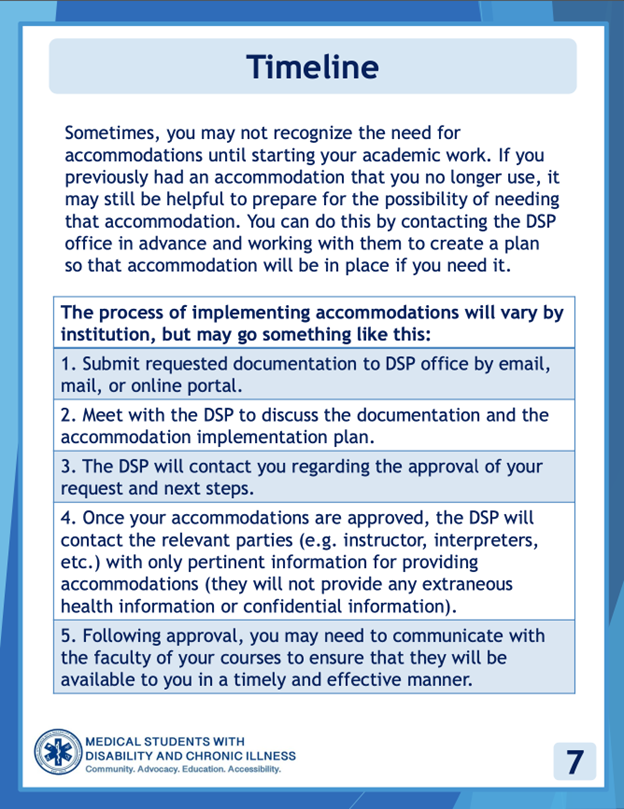 Timeline
Sometimes, you may not recognize the need for
accommodations until starting your academic work. If you
previously had an accommodation that you no longer use, it
may still be helpful to prepare for the possibility of needing
that accommodation. You can do this by contacting the DSP
office in advance and working with them to create a plan
so that accommodation will be in place if you need it.
The process of implementing accommodations will vary by
institution, but may go something like this:
1. Submit requested documentation to DSP office by email,
mail, or online portal.
2. Meet with the DSP to discuss the documentation and the
accommodation implementation plan.
3. The DSP will contact you regarding the approval of your
request and next steps.
4. Once your accommodations are approved, the DSP will
contact the relevant parties (e.g. instructor, interpreters,
etc.) with only pertinent information for providing
accommodations (they will not provide any extraneous
health information or confidential information).
5. Following approval, you may need to communicate with
the faculty of your courses to ensure that they will be
available to you in a timely and effective manner.
MEDICAL STUDENTS WITH
DISABILITY AND CHRONIC ILLNESS
Community. Advocacy. Education. Accessibility.
7